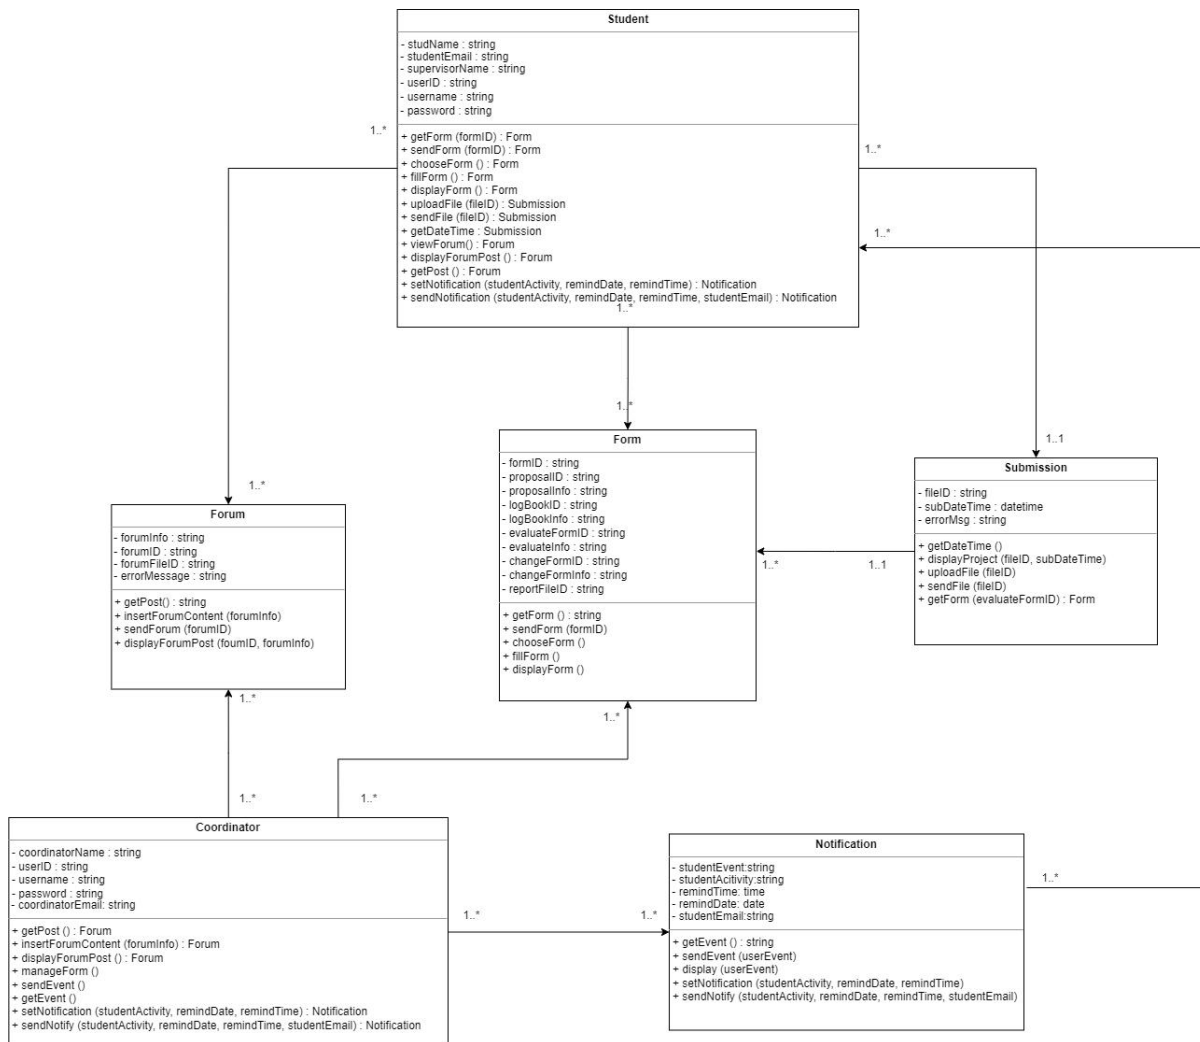 Student
- studName : string
- studentEmail : string
- supervisorName : string
- userID : string
- username : string
- password : string
1..*
+ getForm (formID) : Form
+ sendForm (formID) : Form
+ chooseForm () : Form
+ fillForm () : Form
+ displayForm () : Form
+ uploadFile (fileID) : Submission
+ sendFile (fileID) : Submission
+ getDateTime : Submission
+ viewForum() : Forum
+ displayForumPost () : Forum
+ getPost () : Forum
+ setNotification (studentActivity, remindDate, remindTime) : Notification
+ sendNotification (studentActivity, remindDate, remindTime, studentEmail) : Notification
1..*
1..*
1..*
1..*
Form
- formID : string
- proposalID : string
- proposalInfo : string
- logBookID : string
- logBookInfo : string
- evaluateFormID : string
- evaluateInfo : string
- changeFormID : string
- changeFormInfo : string
- reportFileID : string
+ getForm () : string
+ sendForm (formID)
+ chooseForm ()
+ fillForm ()
+ displayForm ()
1..1
Submission
- fileID : string
- subDateTime : datetime
- errorMsg : string
+ getDateTime ()
+ displayProject (fileID, subDateTime)
+ uploadFile (fileID)
+ sendFile (fileID)
+ getForm (evaluateFormID) : Form
1..*
1..1
1..*
Forum
- forumInfo : string
- forumID : string
- forumFileID : string
- errorMessage : string
+ getPost() : string
+ insertForumContent (forumInfo)
+ sendForum (forumID)
+ displayForumPost (foumID, forumInfo)
1..*
1..*
1..*
1..*
Coordinator
- coordinatorName : string
- userID : string
- username : string
- password : string
- coordinatorEmail: string
+ getPost () : Forum
+ insertForumContent (forumInfo) : Forum
+ displayForumPost () : Forum
+ manageForm ()
+ sendEvent ()
+ getEvent ()
+ setNotification (studentActivity, remindDate, remindTime) : Notification
+ sendNotify (studentActivity, remindDate, remindTime, studentEmail) : Notification
1..*
1..*
Notification
- studentEvent:string
- studentAcitivity:string
- remindTime: time
- remindDate: date
- studentEmail:string
+ getEvent () : string
+ sendEvent (userEvent)
+ display (userEvent)
+ setNotification (studentActivity, remindDate, remindTime)
+ sendNotify (studentActivity, remindDate, remindTime, studentEmail)
1..*